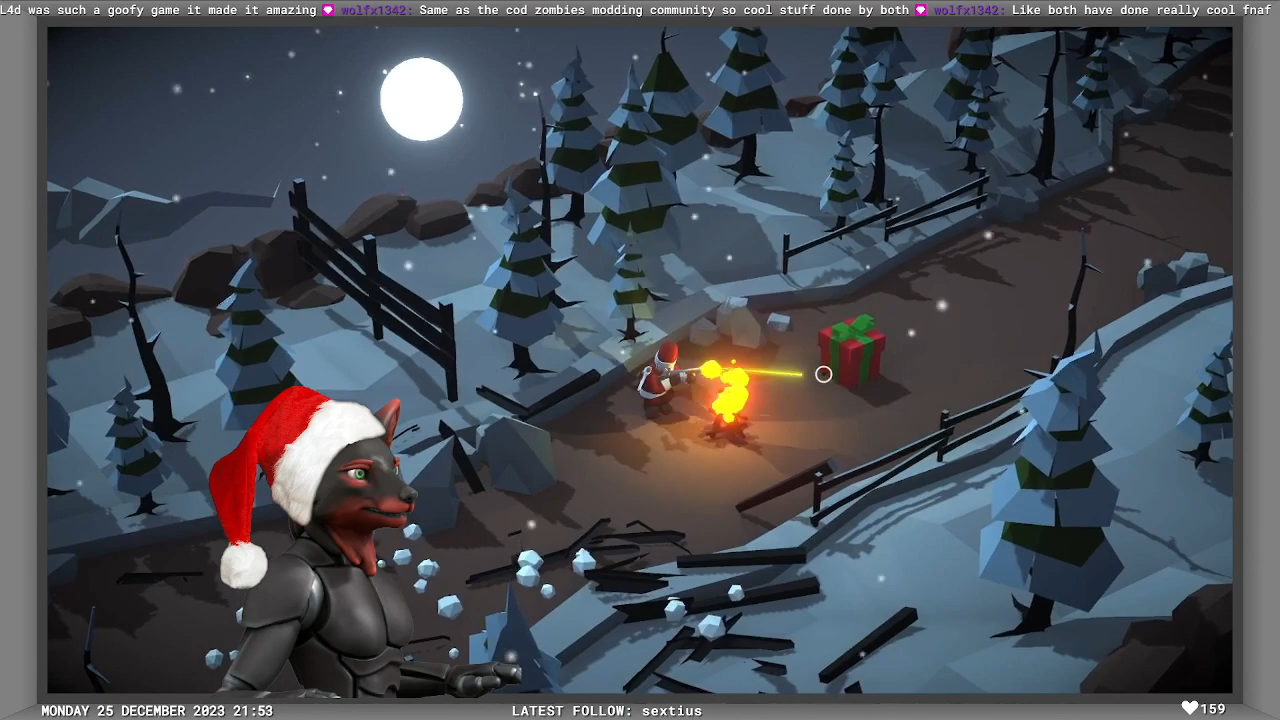 L4d was such a goofy game it made it amazing wolfx1342: Same as the cod zombies modding community so cool stuff done by both wolfx1342: Like both have done really cool fnaf
MONDAY 25 DECEMBER 2023 21:53 LATEST FOLLOW: sextius 159